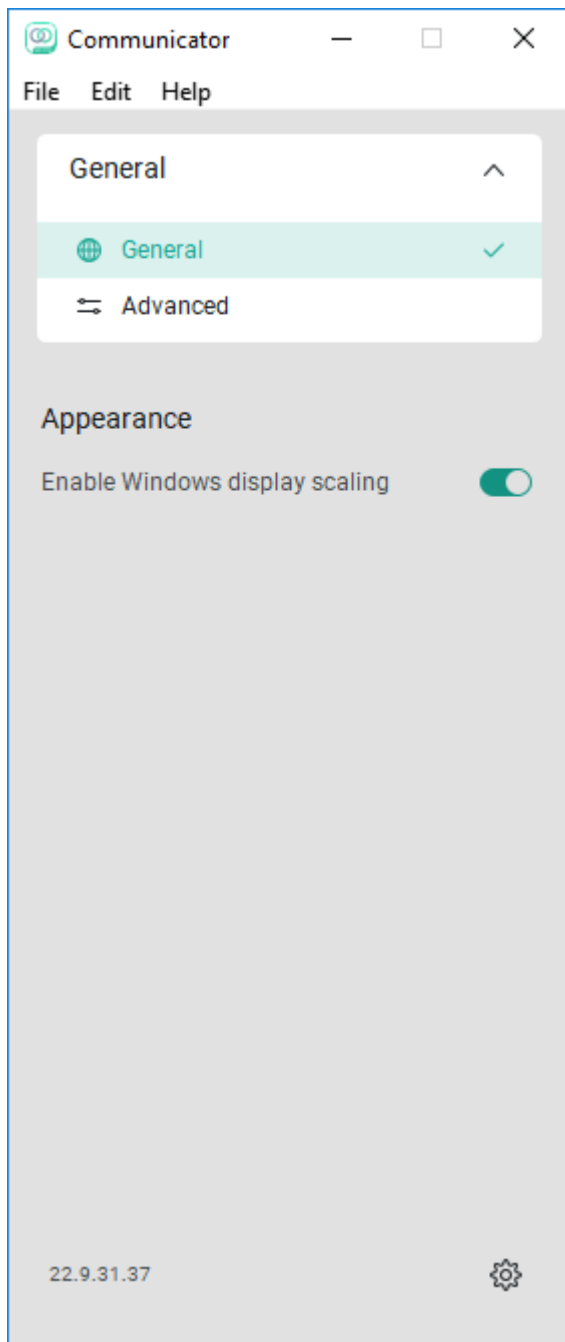 Communicator
File Edit Help
General
General
Advanced
Appearance
Enable Windows display scaling
22.9.31.37